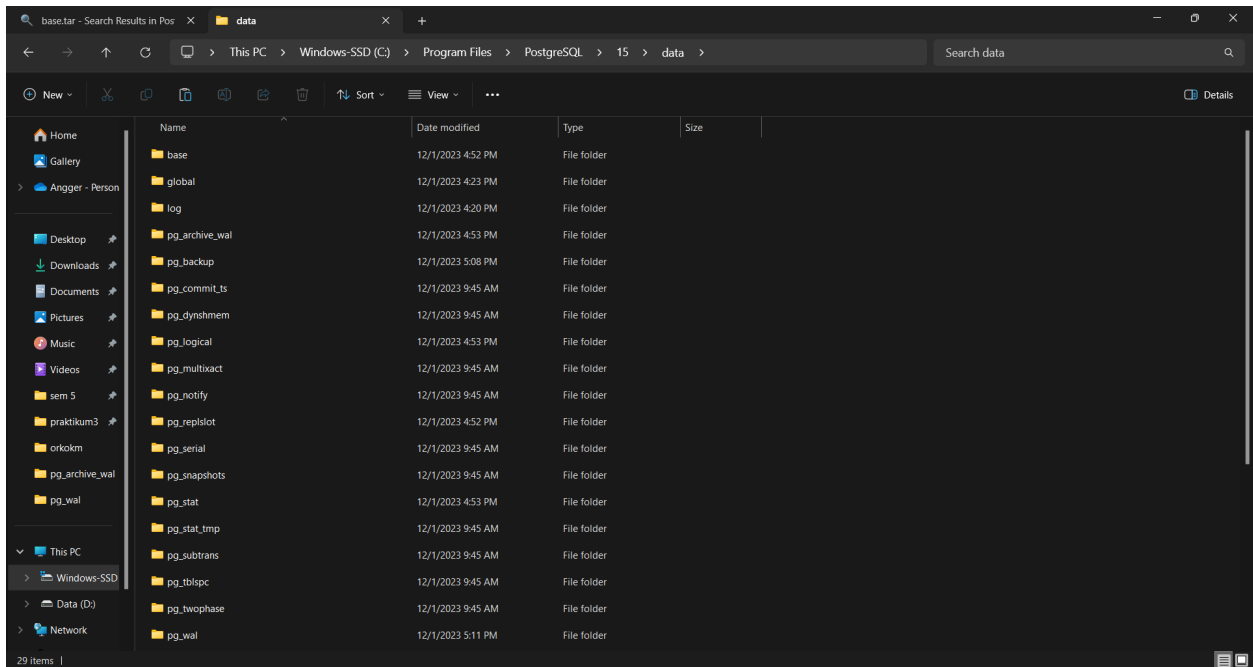 base.tar - Search Results in Pos
data
This PC > Windows-SSD (C:) > Program Files > PostgreSQL > 15 > data >
Search data
New
Sort
View
Details
Name Date modified Type Size
Home
Gallery
Angger - Person
Desktop
Downloads
Documents
Pictures
Music
Videos
sem 5
praktikum3
orkokm
pg_archive_wal
pg_wal
This PC
Windows-SSD
Data (D:)
Network
base 12/1/2023 4:52 PM File folder
global 12/1/2023 4:23 PM File folder
log 12/1/2023 4:20 PM File folder
pg_archive_wal 12/1/2023 4:53 PM File folder
pg_backup 12/1/2023 5:08 PM File folder
pg_commit_ts 12/1/2023 9:45 AM File folder
pg_dynshmem 12/1/2023 9:45 AM File folder
pg_logical 12/1/2023 4:53 PM File folder
pg_multixact 12/1/2023 9:45 AM File folder
pg_notify 12/1/2023 9:45 AM File folder
pg_replslot 12/1/2023 4:52 PM File folder
pg_serial 12/1/2023 9:45 AM File folder
pg_snapshots 12/1/2023 9:45 AM File folder
pg_stat 12/1/2023 4:53 PM File folder
pg_stat_tmp 12/1/2023 9:45 AM File folder
pg_subtrans 12/1/2023 9:45 AM File folder
pg_tblspc 12/1/2023 9:45 AM File folder
pg_twophase 12/1/2023 9:45 AM File folder
pg_wal 12/1/2023 5:11 PM File folder
29 items